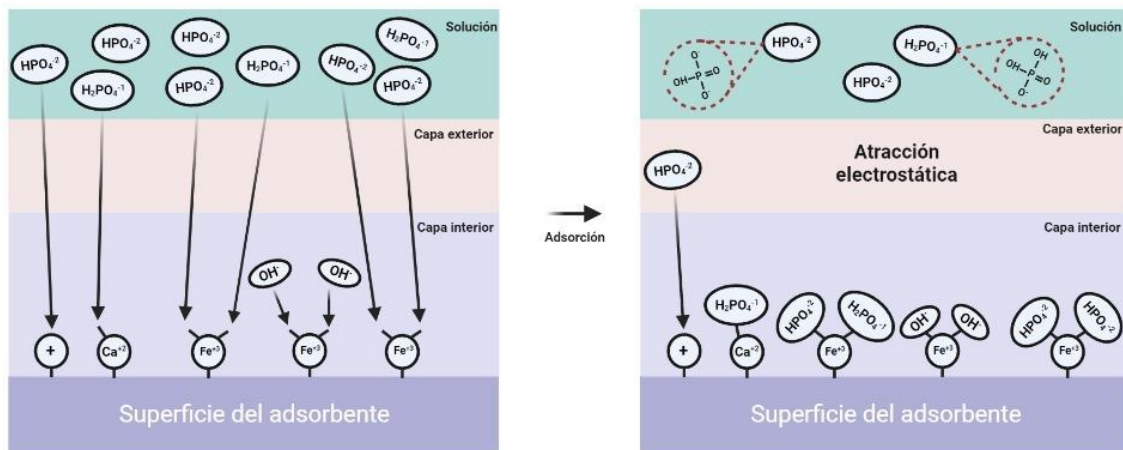 Solución
HPO₄⁻²
HPO₄⁻²
HPO₄⁻²
H₂PO₄⁻¹
H₂PO₄⁻¹
HPO₄⁻²
H₂PO₄⁻¹
HPO₄⁻²
HPO₄⁻²
Capa exterior
Capa interior
OH⁻
OH⁻
+
Ca⁺²
Fe⁺³
Fe⁺³
Fe⁺³
Superficie del adsorbente
Adsorción
Solución
HPO₄⁻²
H₂PO₄⁻¹
HPO₄⁻²
O⁻
OH
P
O
O⁻
OH
OH
P
O
O⁻
Capa exterior
Atracción
electrostática
HPO₄⁻²
Capa interior
H₂PO₄⁻¹
HPO₄⁻²
H₂PO₄⁻¹
OH⁻
OH⁻
HPO₄⁻²
HPO₄⁻²
+
Ca⁺²
Fe⁺³
Fe⁺³
Fe⁺³
Superficie del adsorbente